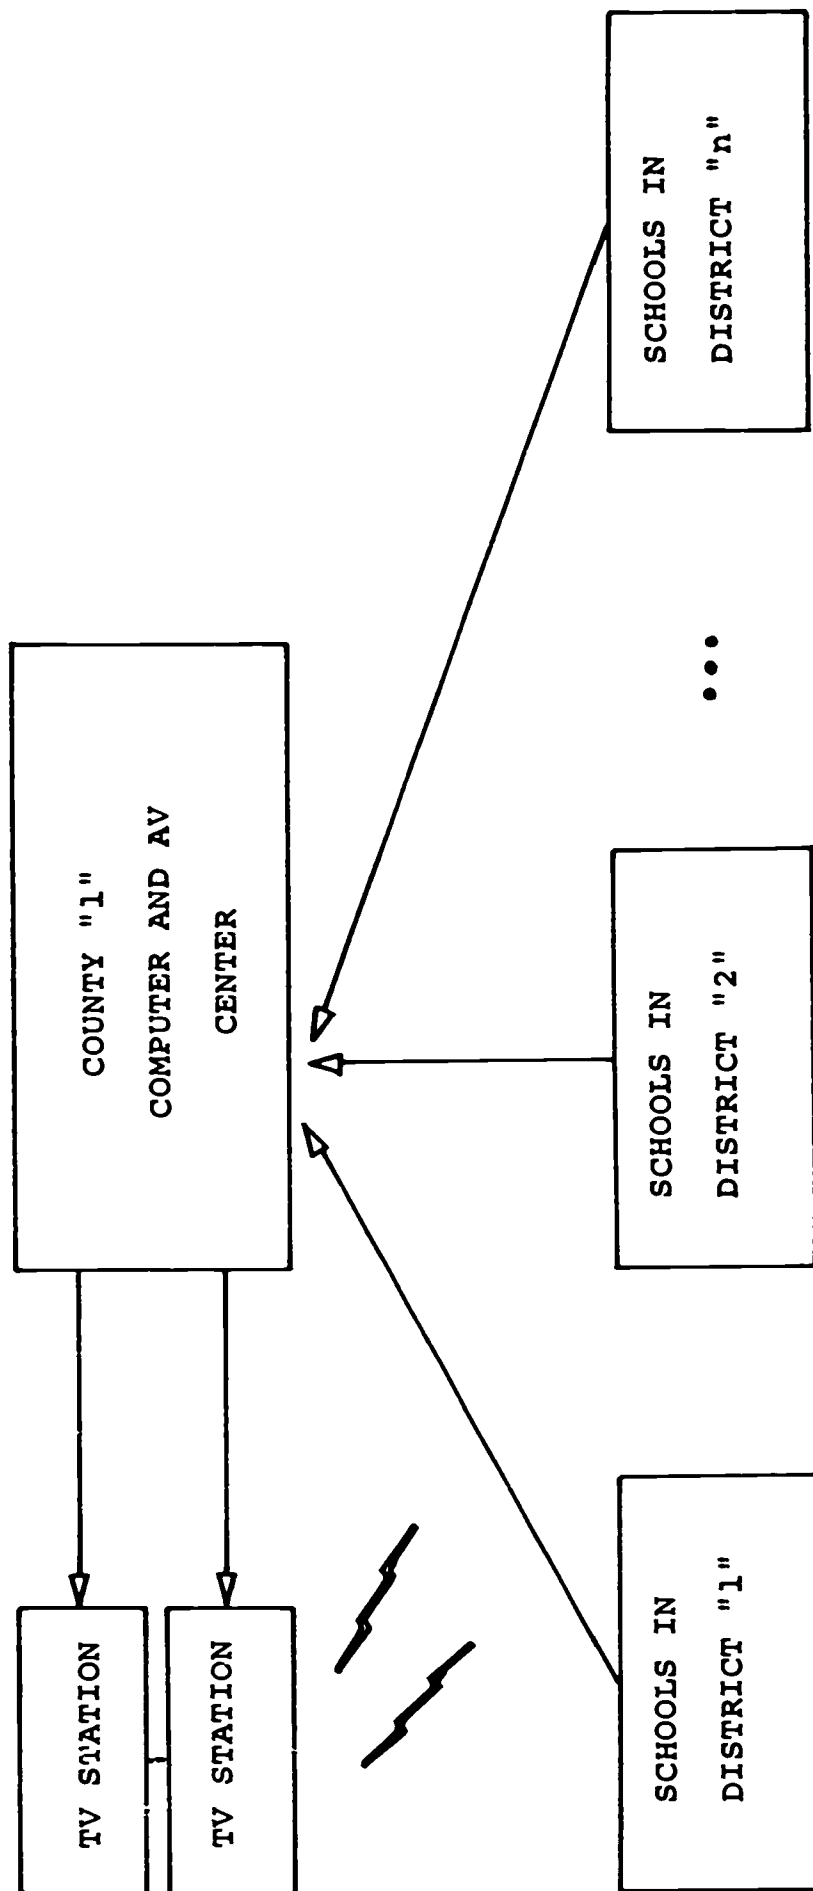 TV STATION
TV STATION
COUNTY "1"
COMPUTER AND AV
CENTER
SCHOOLS IN
DISTRICT "1"
SCHOOLS IN
DISTRICT "2"
...
SCHOOLS IN
DISTRICT "n"